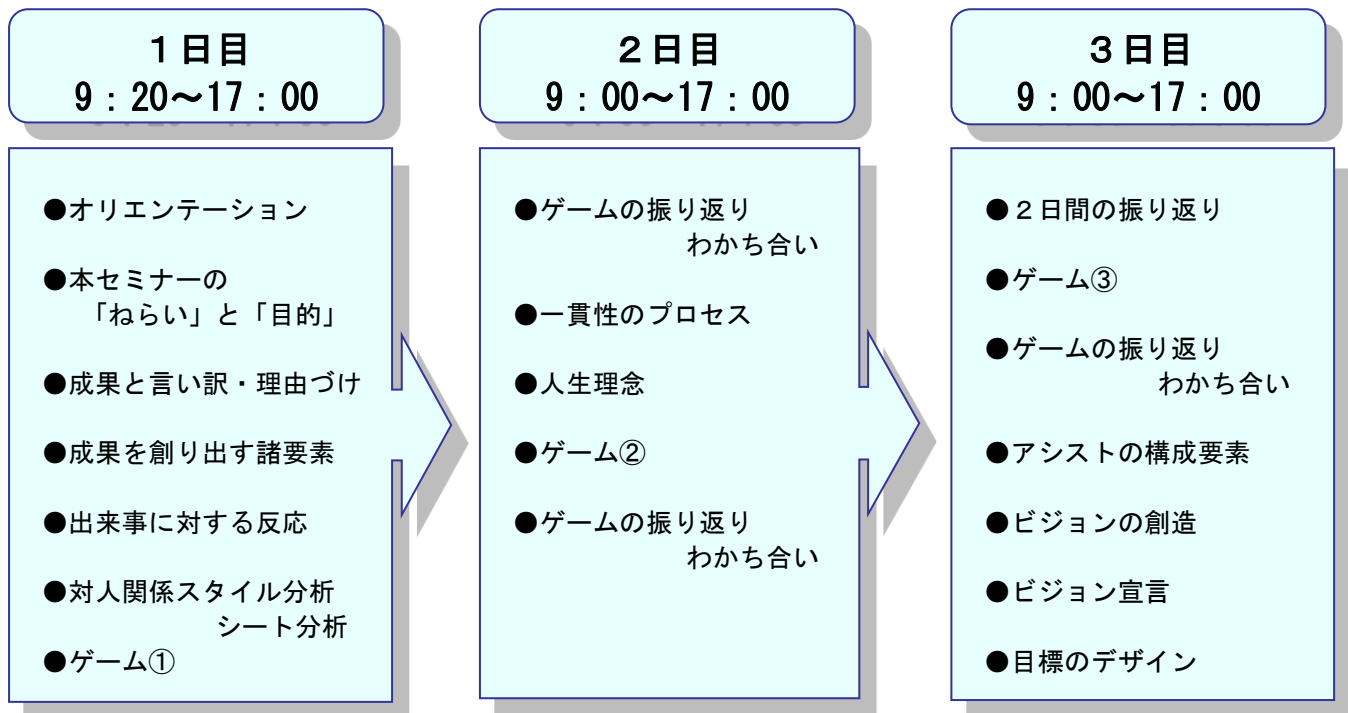 1日目
9:20~17:00
●オリエンテーション
●本セミナーの
「ねらい」と「目的」
●成果と言い訳・理由づけ
●成果を創り出す諸要素
●出来事に対する反応
●対人関係スタイル分析
シート分析
●ゲーム①
2日目
9:00~17:00
●ゲームの振り返り
わかち合い
●一貫性のプロセス
●人生理念
●ゲーム②
●ゲームの振り返り
わかち合い
3日目
9:00~17:00
●2日間の振り返り
●ゲーム③
●ゲームの振り返り
わかち合い
●アシストの構成要素
●ビジョンの創造
●ビジョン宣言
●目標のデザイン